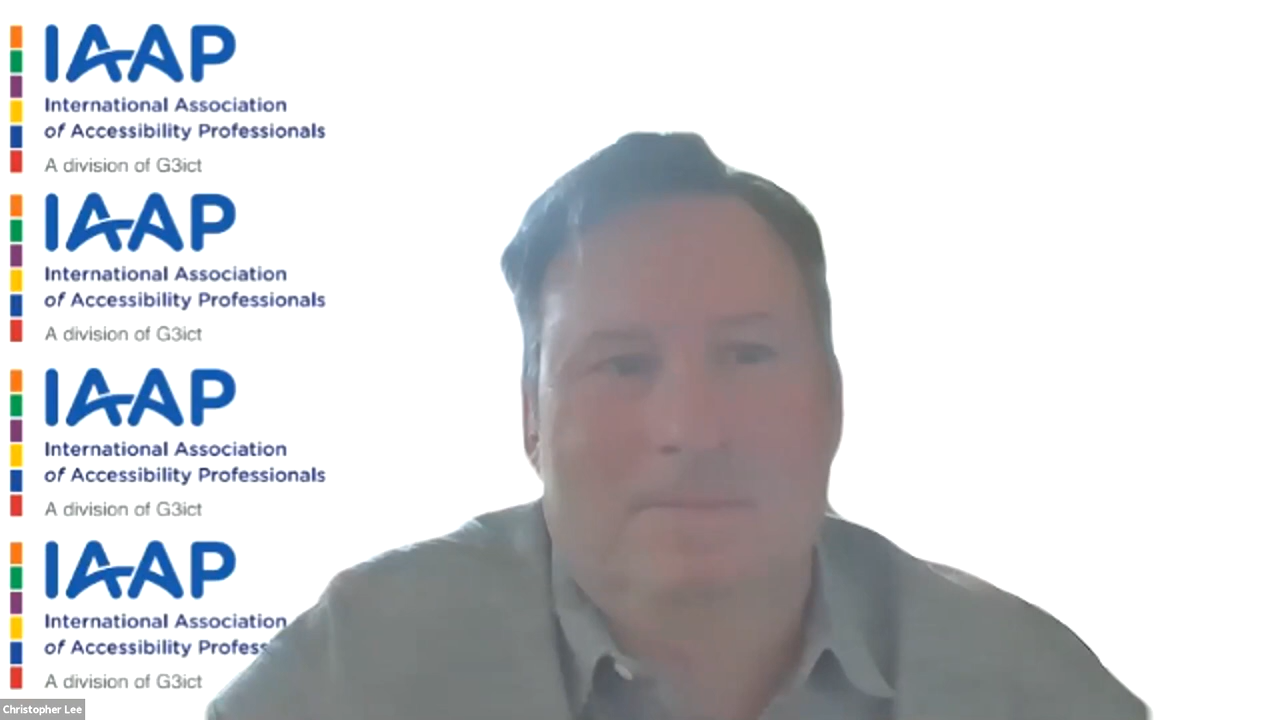 IAAP
International Association
of Accessibility Professionals
A division of G3ict
IAAP
International Association
of Accessibility Professionals
A division of G3ict
IAAP
International Association
of Accessibility Professionals
A division of G3ict
IAAP
International Association
of Accessibility Profess
A division of G3ict
Christopher Lee